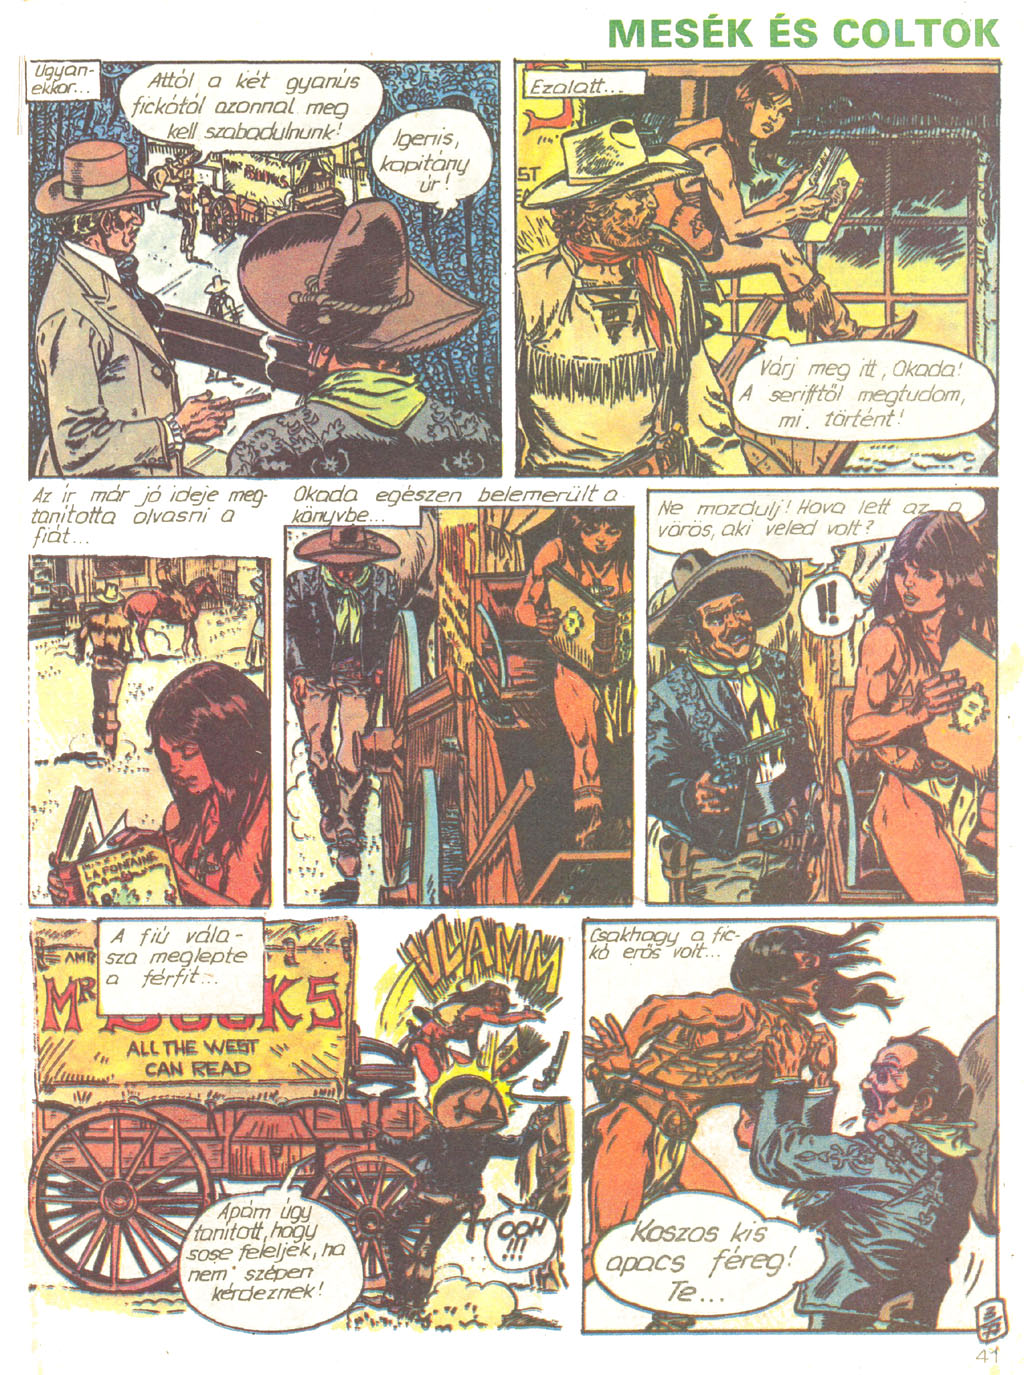 MESÉK ÉS COLTOK
Ugyan-
ekkor...
Attól a két gyanús
fickótól azonnal meg
kell szabadulnunk!
Igenis,
kapitány
úr!
MR BOOKS
Ezalatt...
ST
Várj meg itt, Okada!
A seriftől megtudom,
mi. történt!
Az ír már jó ideje meg-
tanította olvasni a
fiát...
LA FONTAINE
Okada egészen belemerült a
könyvbe...
Ne mozdulj! Hova lett az a
vörös, aki veled volt?
!!
A fiú vála-
sza meglepte
a férfit...
MR BOOKS
ALL THE WEST
CAN READ
VLAMM
Apám úgy
tanított, hogy
sose feleljek, ha
nem szépen
kérdeznek!
OOH
!!!
Csakhogy a fic-
kó erős volt...
Koszos kis
apacs féreg!
Te...
41